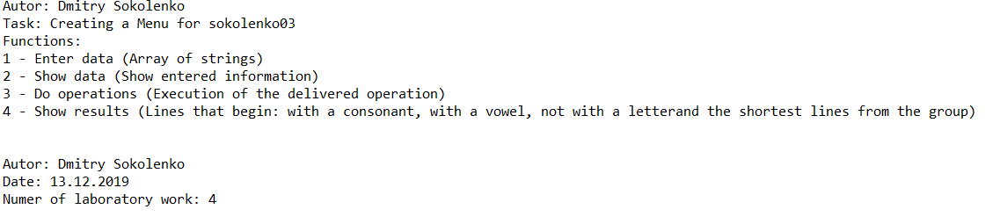 Autor: Dmitry Sokolenko
Task: Creating a Menu for sokolenko03
Functions:
1 - Enter data (Array of strings)
2 - Show data (Show entered information)
3 - Do operations (Execution of the delivered operation)
4 - Show results (Lines that begin: with a consonant, with a vowel, not with a letterand the shortest lines from the group)
Autor: Dmitry Sokolenko
Date: 13.12.2019
Numer of laboratory work: 4